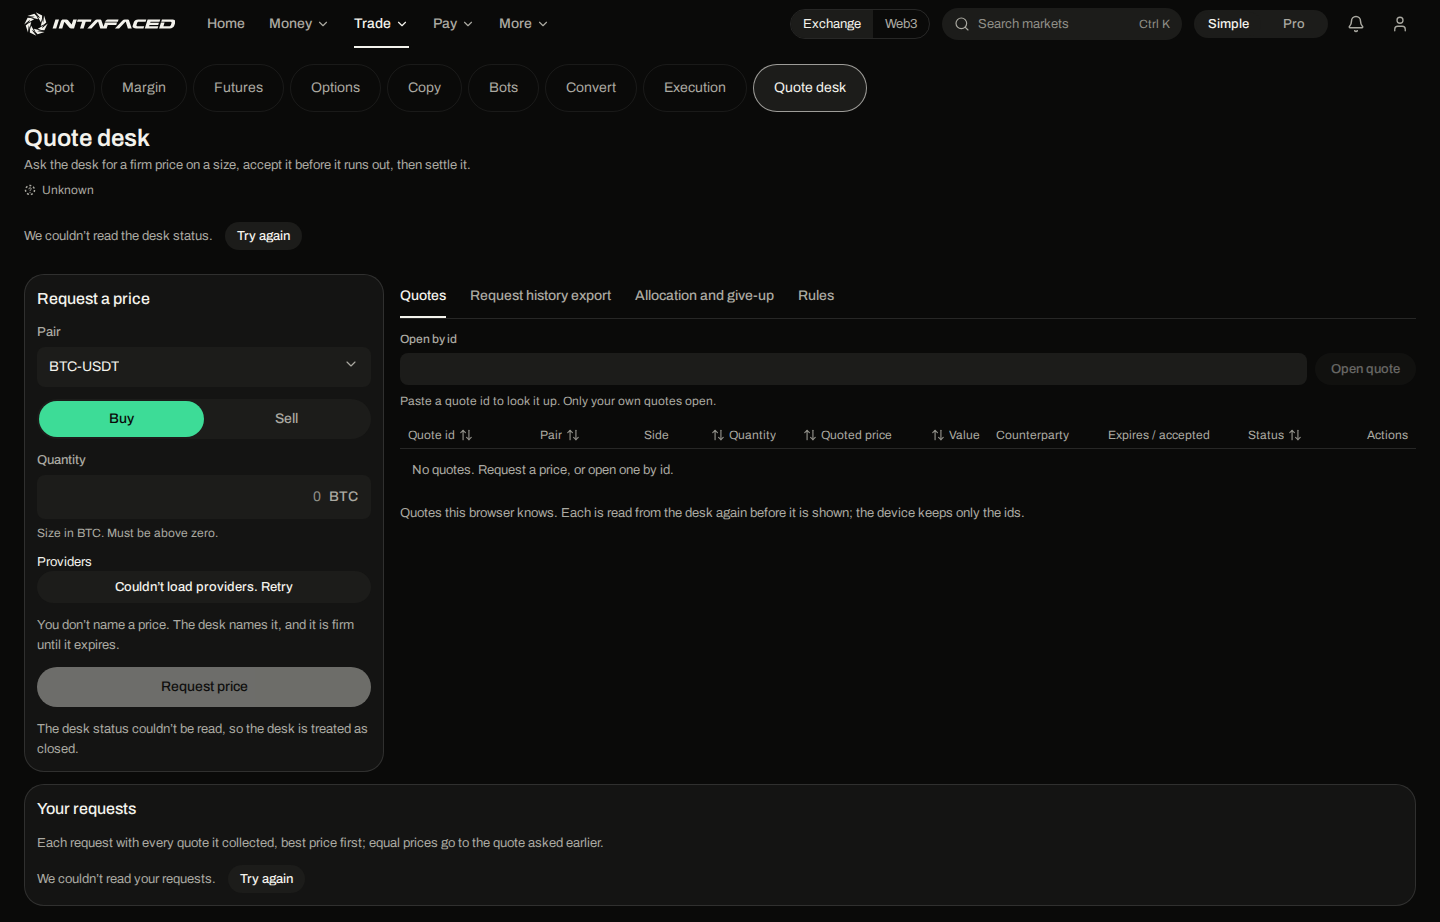 INTAFACED
Home
Money
Trade
Pay
More
Exchange
Web3
Search markets
Ctrl K
Simple
Pro
Spot
Margin
Futures
Options
Copy
Bots
Convert
Execution
Quote desk
Quote desk
Ask the desk for a firm price on a size, accept it before it runs out, then settle it.
Unknown
We couldn't read the desk status.
Try again
Request a price
Pair
BTC-USDT
Buy
Sell
Quantity
0 BTC
Size in BTC. Must be above zero.
Providers
Couldn't load providers. Retry
You don't name a price. The desk names it, and it is firm
until it expires.
Request price
The desk status couldn't be read, so the desk is treated as
closed.
Quotes
Request history export
Allocation and give-up
Rules
Open by id
Open quote
Paste a quote id to look it up. Only your own quotes open.
Quote id
Pair
Side
Quantity
Quoted price
Value
Counterparty
Expires / accepted
Status
Actions
No quotes. Request a price, or open one by id.
Quotes this browser knows. Each is read from the desk again before it is shown; the device keeps only the ids.
Your requests
Each request with every quote it collected, best price first; equal prices go to the quote asked earlier.
We couldn't read your requests.
Try again